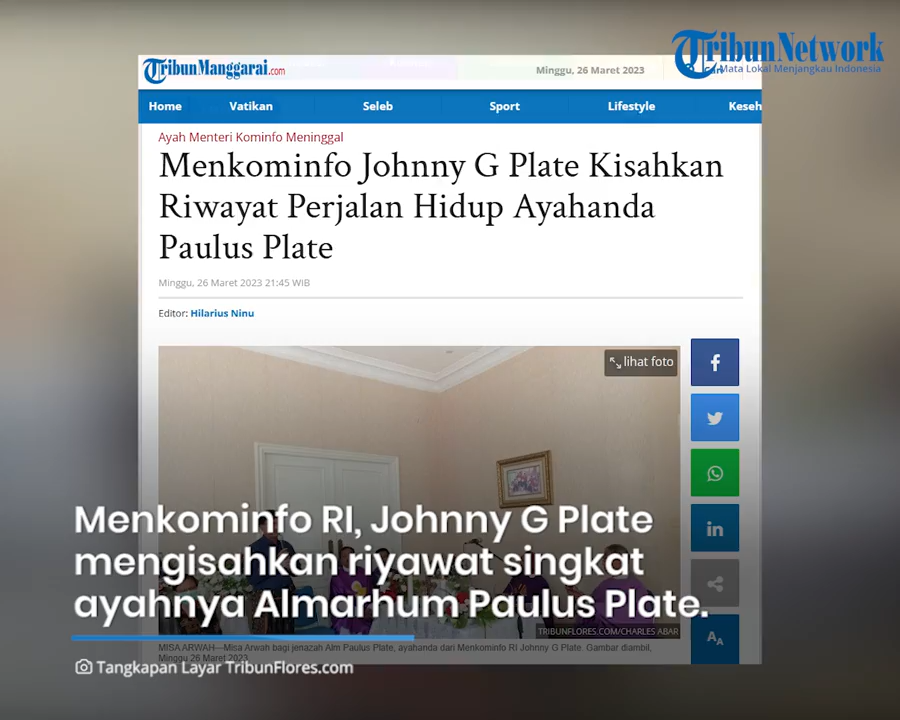 TribunNetwork
Mata Lokal Menjangkau Indonesia
TribunManggarai.com
Minggu, 26 Maret 2023
Home Vatikan Seleb Sport Lifestyle Keseh
Ayah Menteri Kominfo Meninggal
Menkominfo Johnny G Plate Kisahkan
Riwayat Perjalan Hidup Ayahanda
Paulus Plate
Minggu, 26 Maret 2023 21:45 WIB
Editor: Hilarius Ninu
lihat foto
Menkominfo RI, Johnny G Plate
mengisahkan riyawat singkat
ayahnya Almarhum Paulus Plate.
TRIBUNFLORES.COM/CHARLES ABAR
MISA ARWAH—Misa Arwah bagi jenazah Alm Paulus Plate, ayahanda dari Menkominfo RI Johnny G Plate. Gambar diambil,
Minggu 26 Maret 2023
Tangkapan Layar TribunFlores.com